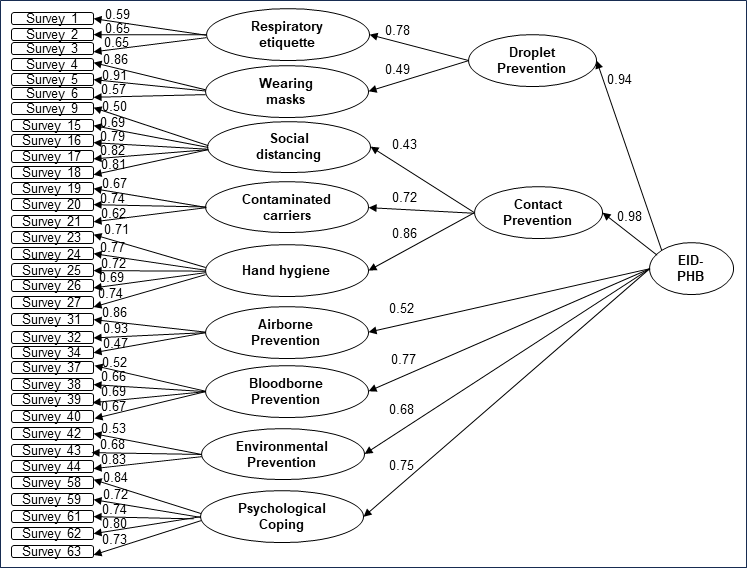 Survey 1
Survey 2
Survey 3
Survey 4
Survey 5
Survey 6
Survey 9
Survey 15
Survey 16
Survey 17
Survey 18
Survey 19
Survey 20
Survey 21
Survey 23
Survey 24
Survey 25
Survey 26
Survey 27
Survey 31
Survey 32
Survey 34
Survey 37
Survey 38
Survey 39
Survey 40
Survey 42
Survey 43
Survey 44
Survey 58
Survey 59
Survey 61
Survey 62
Survey 63
0.59
0.65
0.65
0.86
0.91
0.57
0.50
0.69
0.79
0.82
0.81
0.67
0.74
0.62
0.71
0.77
0.72
0.69
0.74
0.86
0.93
0.47
0.52
0.66
0.69
0.67
0.53
0.68
0.83
0.84
0.72
0.74
0.80
0.73
Respiratory
etiquette
Wearing
masks
Social
distancing
Contaminated
carriers
Hand hygiene
Airborne
Prevention
Bloodborne
Prevention
Environmental
Prevention
Psychological
Coping
0.78
0.49
0.43
0.72
0.86
0.52
0.77
0.68
0.75
Droplet
Prevention
Contact
Prevention
0.94
0.98
EID-
PHB